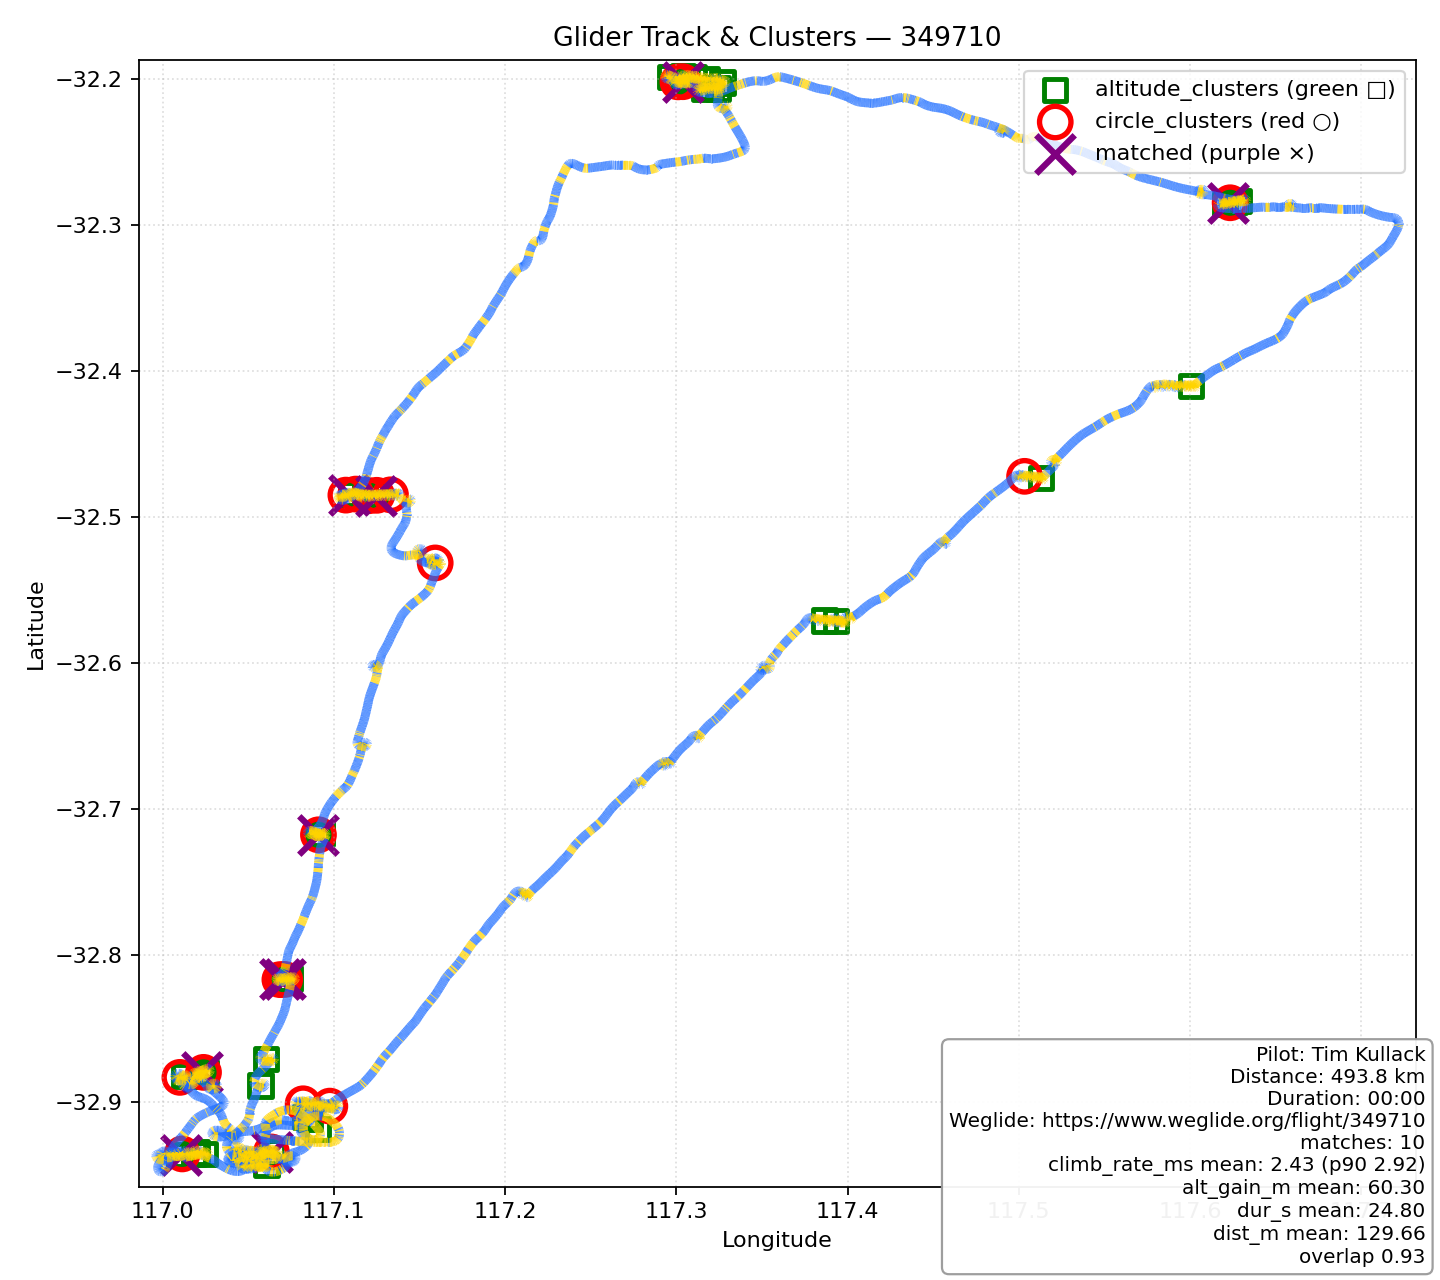 Glider Track & Clusters — 349710
altitude_clusters (green □)
circle_clusters (red ○)
matched (purple ×)
Latitude
−32.2
−32.3
−32.4
−32.5
−32.6
−32.7
−32.8
−32.9
117.0
117.1
117.2
117.3
117.4
117.5
117.6
Longitude
Pilot: Tim Kullack
Distance: 493.8 km
Duration: 00:00
Weglide: https://www.weglide.org/flight/349710
matches: 10
climb_rate_ms mean: 2.43 (p90 2.92)
alt_gain_m mean: 60.30
dur_s mean: 24.80
dist_m mean: 129.66
overlap 0.93